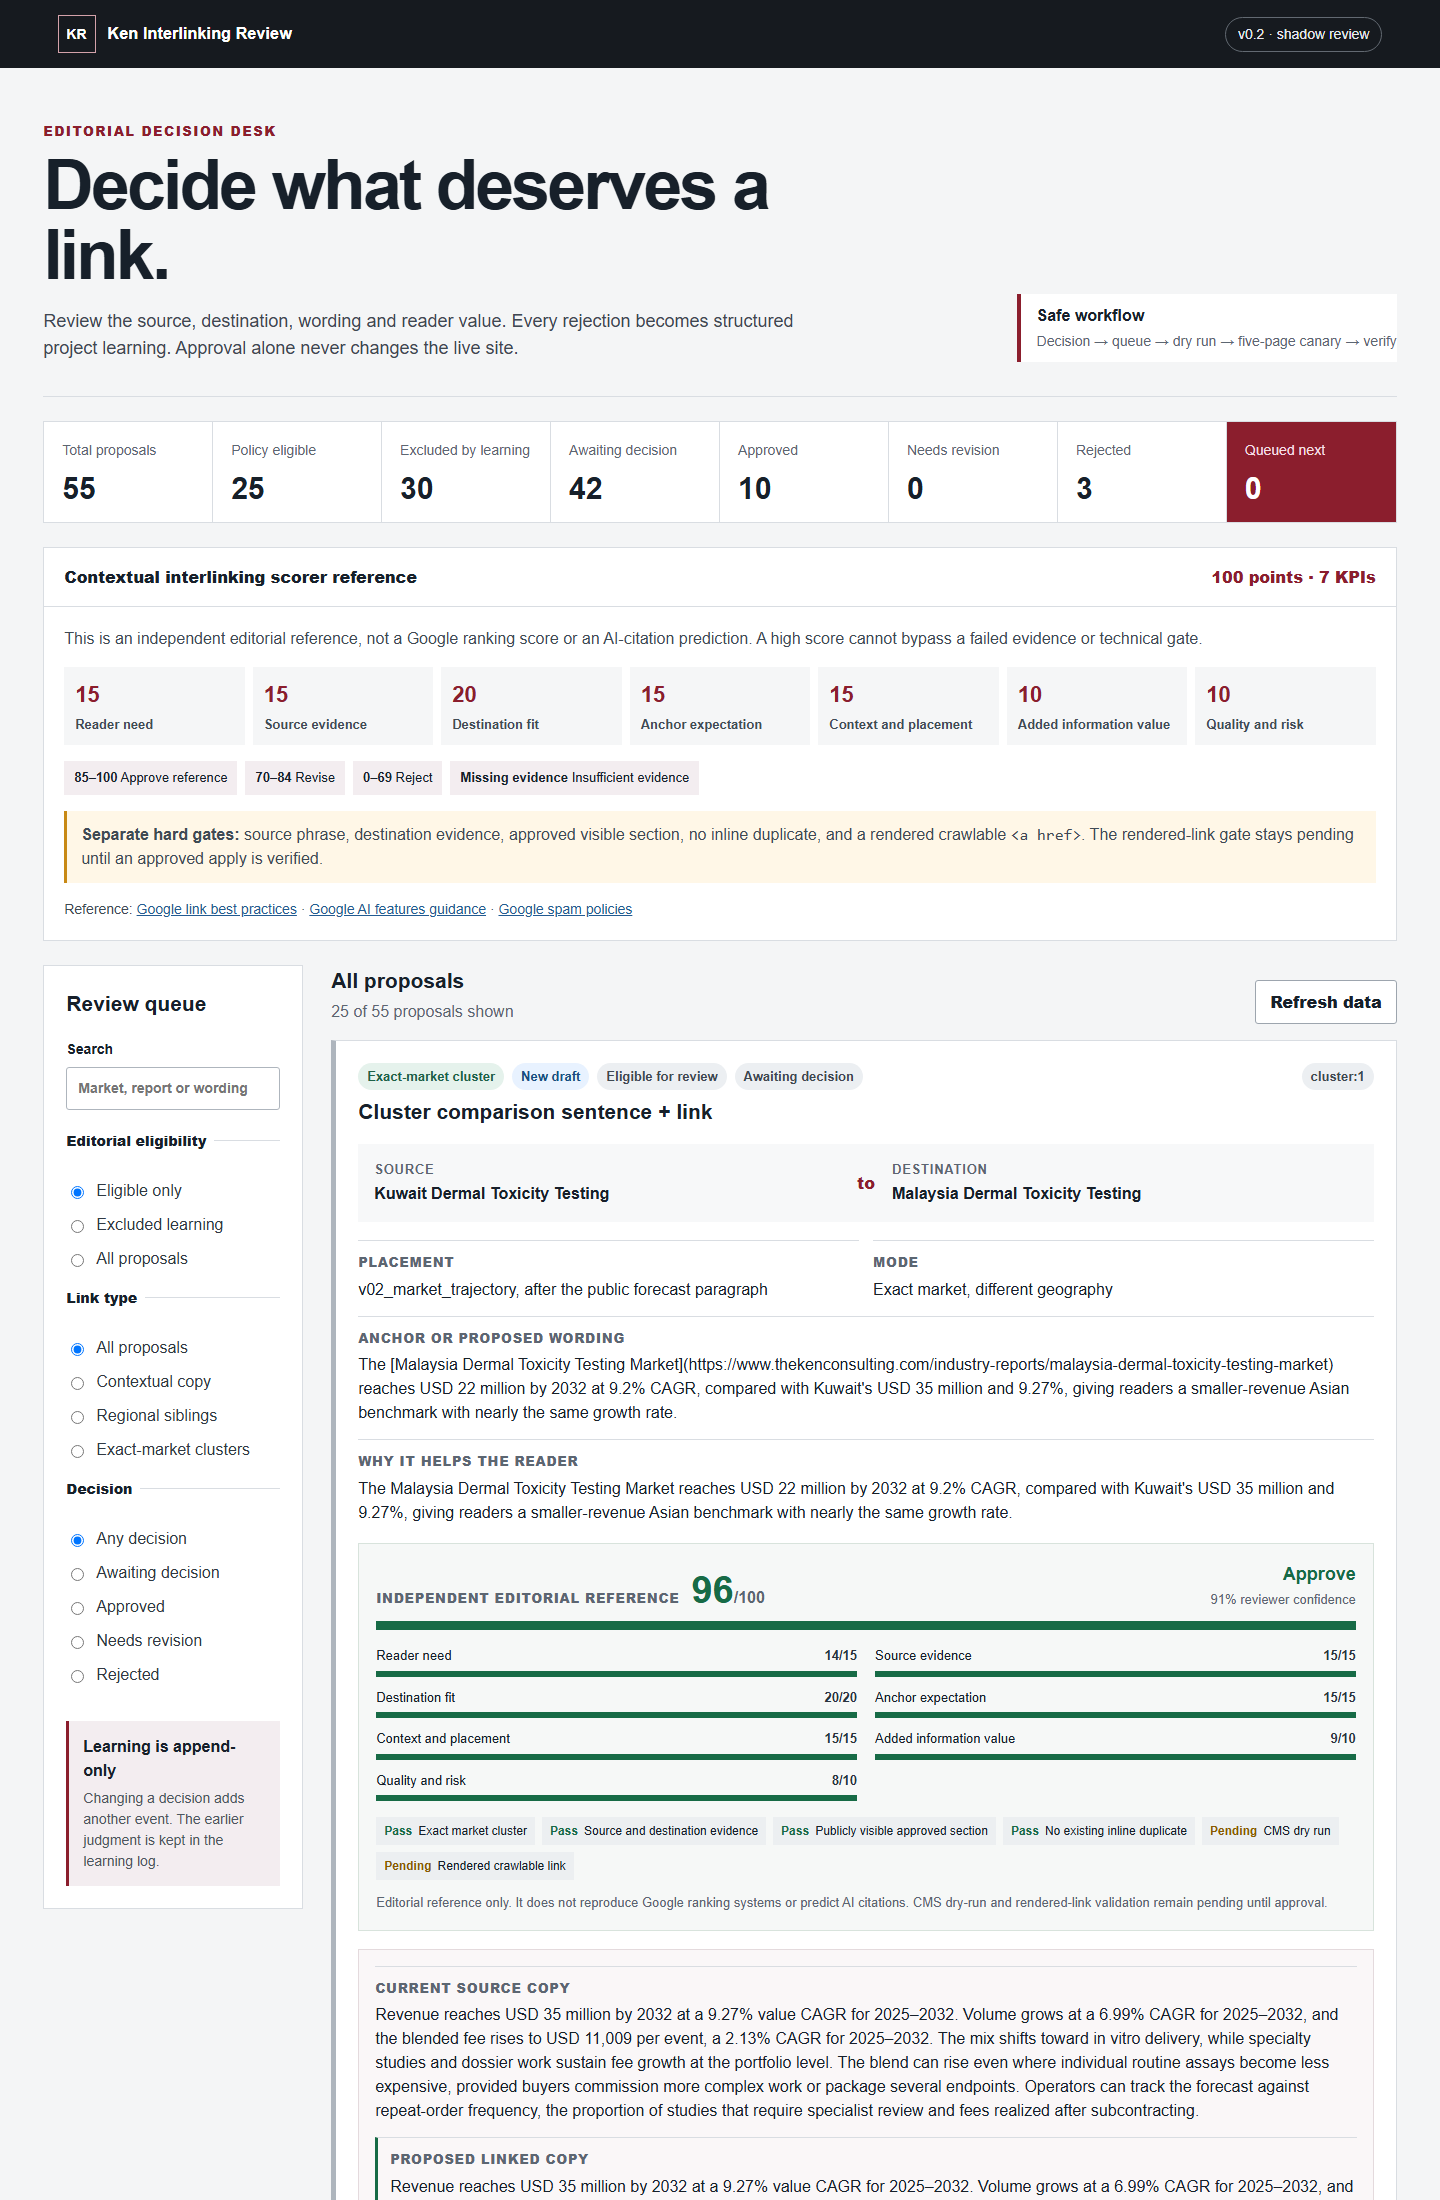 KR
Ken Interlinking Review
v0.2 · shadow review
EDITORIAL DECISION DESK
Decide what deserves a
link.
Review the source, destination, wording and reader value. Every rejection becomes structured
project learning. Approval alone never changes the live site.
Safe workflow
Decision → queue → dry run → five-page canary → verify
Total proposals
55
Policy eligible
25
Excluded by learning
30
Awaiting decision
42
Approved
10
Needs revision
0
Rejected
3
Queued next
0
Contextual interlinking scorer reference
100 points · 7 KPIs
This is an independent editorial reference, not a Google ranking score or an AI-citation prediction. A high score cannot bypass a failed evidence or technical gate.
15
Reader need
15
Source evidence
20
Destination fit
15
Anchor expectation
15
Context and placement
10
Added information value
10
Quality and risk
85–100 Approve reference
70–84 Revise
0–69 Reject
Missing evidence Insufficient evidence
Separate hard gates: source phrase, destination evidence, approved visible section, no inline duplicate, and a rendered crawlable <a href>. The rendered-link gate stays pending
until an approved apply is verified.
Reference: Google link best practices · Google AI features guidance · Google spam policies
Review queue
Search
Market, report or wording
Editorial eligibility
Eligible only
Excluded learning
All proposals
Link type
All proposals
Contextual copy
Regional siblings
Exact-market clusters
Decision
Any decision
Awaiting decision
Approved
Needs revision
Rejected
Learning is append-
only
Changing a decision adds
another event. The earlier
judgment is kept in the
learning log.
All proposals
25 of 55 proposals shown
Refresh data
Exact-market cluster
New draft
Eligible for review
Awaiting decision
cluster:1
Cluster comparison sentence + link
SOURCE
Kuwait Dermal Toxicity Testing
to
DESTINATION
Malaysia Dermal Toxicity Testing
PLACEMENT
v02_market_trajectory, after the public forecast paragraph
MODE
Exact market, different geography
ANCHOR OR PROPOSED WORDING
The [Malaysia Dermal Toxicity Testing Market](https://www.thekenconsulting.com/industry-reports/malaysia-dermal-toxicity-testing-market)
reaches USD 22 million by 2032 at 9.2% CAGR, compared with Kuwait's USD 35 million and 9.27%, giving readers a smaller-revenue Asian
benchmark with nearly the same growth rate.
WHY IT HELPS THE READER
The Malaysia Dermal Toxicity Testing Market reaches USD 22 million by 2032 at 9.2% CAGR, compared with Kuwait's USD 35 million and
9.27%, giving readers a smaller-revenue Asian benchmark with nearly the same growth rate.
INDEPENDENT EDITORIAL REFERENCE 96/100
Approve
91% reviewer confidence
Reader need 14/15
Source evidence 15/15
Destination fit 20/20
Anchor expectation 15/15
Context and placement 15/15
Added information value 9/10
Quality and risk 8/10
Pass Exact market cluster
Pass Source and destination evidence
Pass Publicly visible approved section
Pass No existing inline duplicate
Pending CMS dry run
Pending Rendered crawlable link
Editorial reference only. It does not reproduce Google ranking systems or predict AI citations. CMS dry-run and rendered-link validation remain pending until approval.
CURRENT SOURCE COPY
Revenue reaches USD 35 million by 2032 at a 9.27% value CAGR for 2025–2032. Volume grows at a 6.99% CAGR for 2025–2032, and
the blended fee rises to USD 11,009 per event, a 2.13% CAGR for 2025–2032. The mix shifts toward in vitro delivery, while specialty
studies and dossier work sustain fee growth at the portfolio level. The blend can rise even where individual routine assays become less
expensive, provided buyers commission more complex work or package several endpoints. Operators can track the forecast against
repeat-order frequency, the proportion of studies that require specialist review and fees realized after subcontracting.
PROPOSED LINKED COPY
Revenue reaches USD 35 million by 2032 at a 9.27% value CAGR for 2025–2032. Volume grows at a 6.99% CAGR for 2025–2032, and